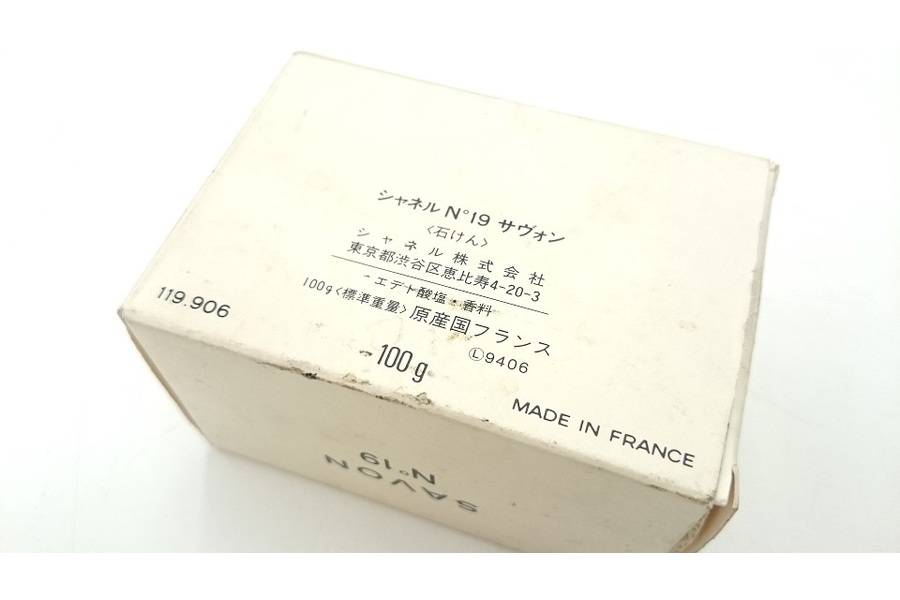 シャネル N°19 サヴォン
〈石けん〉
シャネル株式会社
東京都渋谷区恵比寿4-20-3
エデト酸塩・香料
100g〈標準重量〉原産国フランス
Ⓛ9406
119.906
100g
MADE IN FRANCE
SAVON
N°19